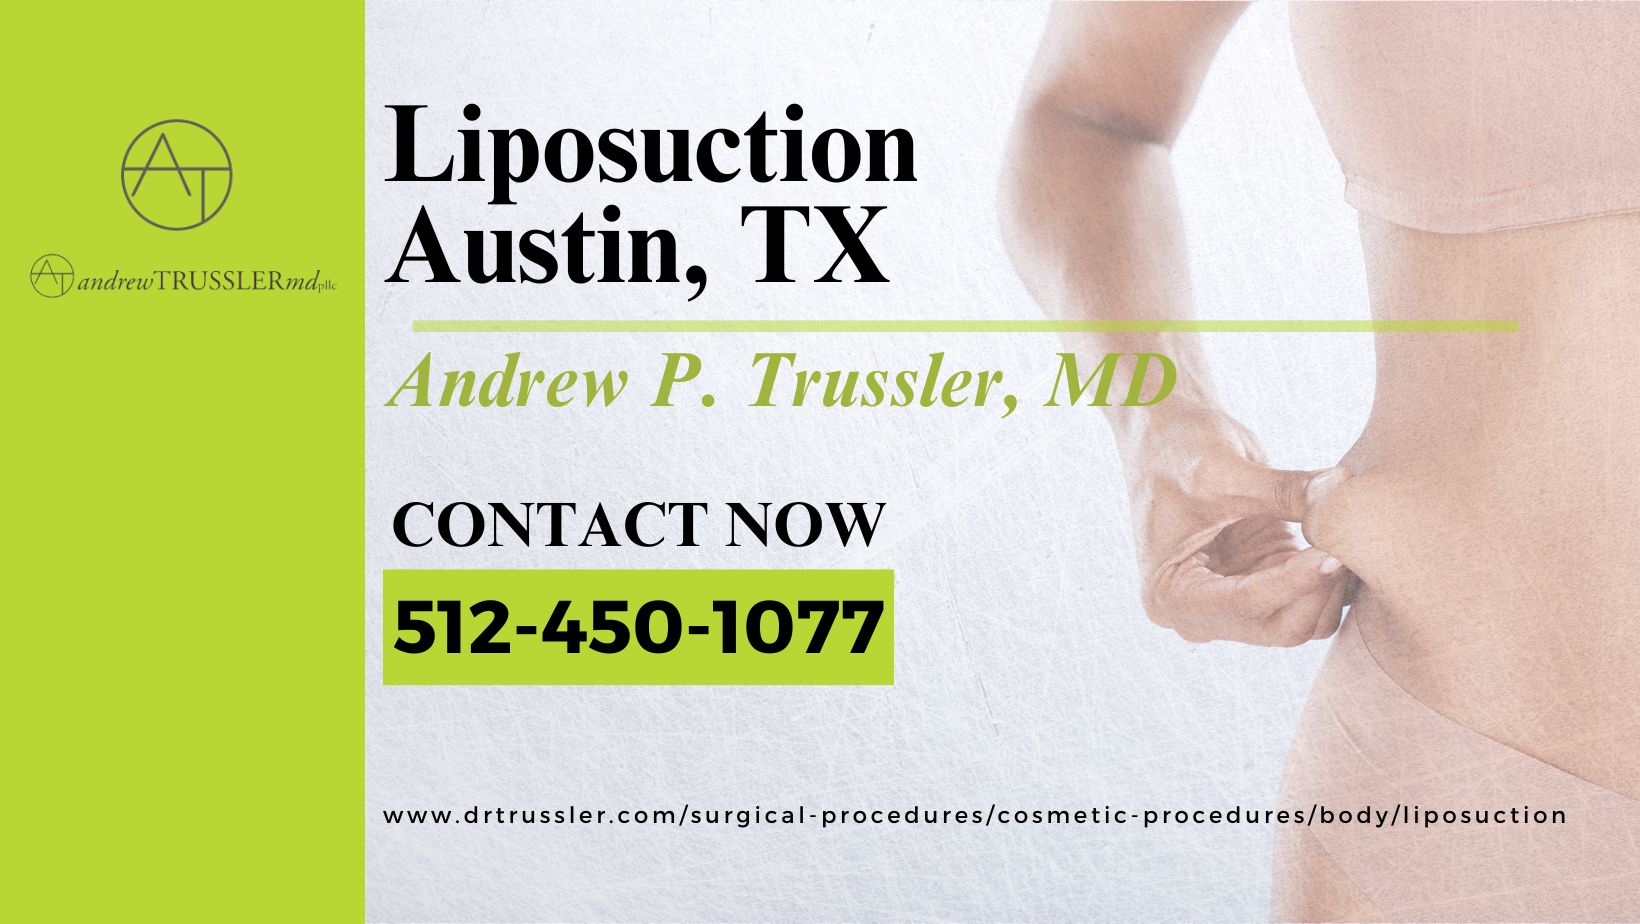 AT
AT andrewTRUSSLERmdpllc
Liposuction
Austin, TX
Andrew P. Trussler, MD
CONTACT NOW
512-450-1077
www.drtrussler.com/surgical-procedures/cosmetic-procedures/body/liposuction